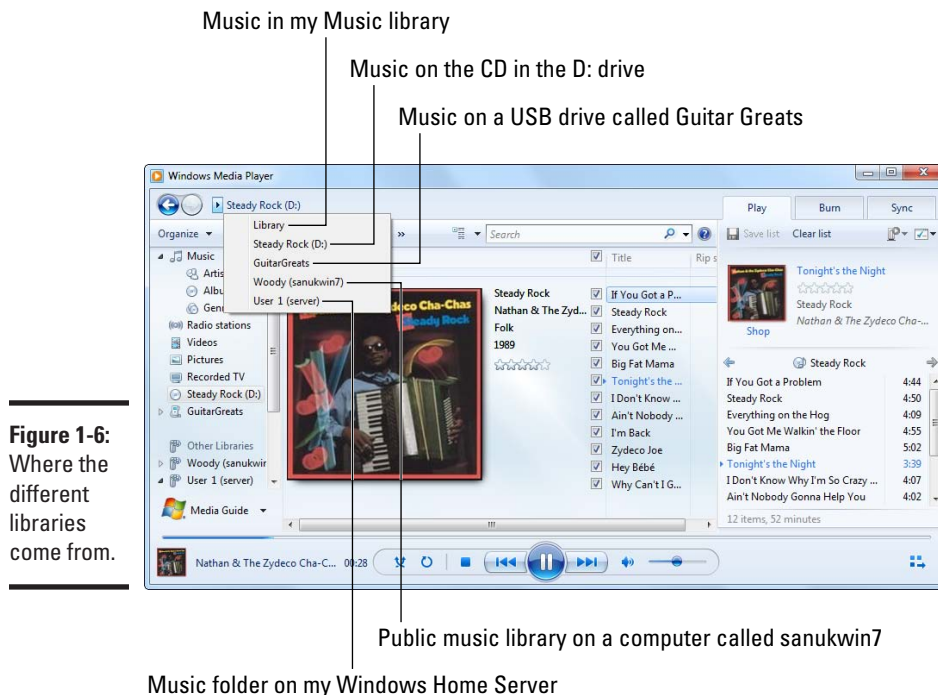 Music in my Music library
Music on the CD in the D: drive
Music on a USB drive called Guitar Greats
Windows Media Player
Steady Rock (D:)
Play Burn Sync
Library
Steady Rock (D:)
GuitarGreats
Woody (sanukwin7)
User 1 (server)
Organize
»
Search
Save list Clear list
Music
Artis
Albu
Genr
Radio stations
Videos
Pictures
Recorded TV
Steady Rock (D:)
GuitarGreats
Other Libraries
Woody (sanukwir
User 1 (server)
Media Guide
Title Rip s
deco Cha-Chas
eady Rock
Steady Rock
Nathan & The Zyd...
Folk
1989
If You Got a P...
Steady Rock
Everything on...
You Got Me ...
Big Fat Mama
Tonight's the ...
I Don't Know ...
Ain't Nobody ...
I'm Back
Zydeco Joe
Hey Bébé
Why Can't I G...
Tonight's the Night
Steady Rock
Nathan & The Zydeco Cha-...
Shop
Steady Rock
If You Got a Problem 4:44
Steady Rock 4:50
Everything on the Hog 4:09
You Got Me Walkin' the Floor 4:55
Big Fat Mama 5:02
Tonight's the Night 3:39
I Don't Know Why I'm So Crazy ... 4:07
Ain't Nobody Gonna Help You 4:02
12 items, 52 minutes
Nathan & The Zydeco Cha-C... 00:28
Figure 1-6:
Where the
different
libraries
come from.
Public music library on a computer called sanukwin7
Music folder on my Windows Home Server